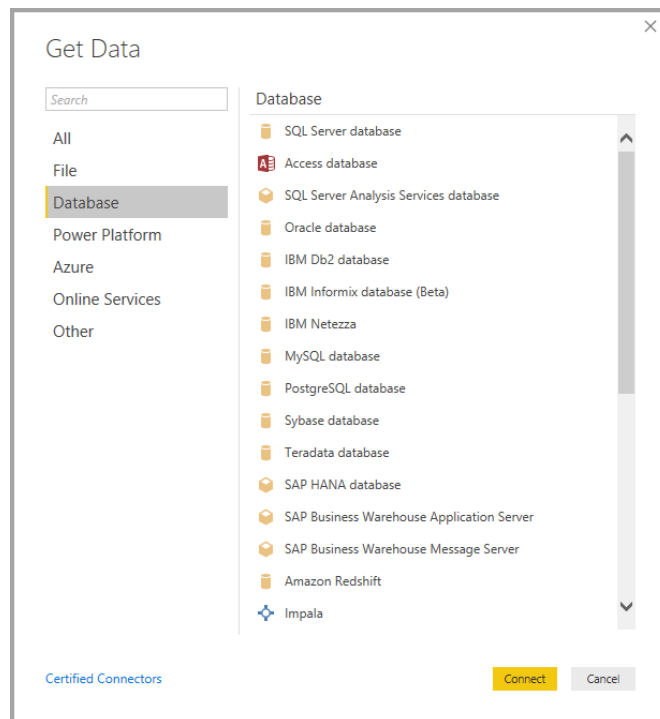 Get Data
Search
All
File
Database
Power Platform
Azure
Online Services
Other
Database
SQL Server database
Access database
SQL Server Analysis Services database
Oracle database
IBM Db2 database
IBM Informix database (Beta)
IBM Netezza
MySQL database
PostgreSQL database
Sybase database
Teradata database
SAP HANA database
SAP Business Warehouse Application Server
SAP Business Warehouse Message Server
Amazon Redshift
Impala
Certified Connectors
Connect
Cancel